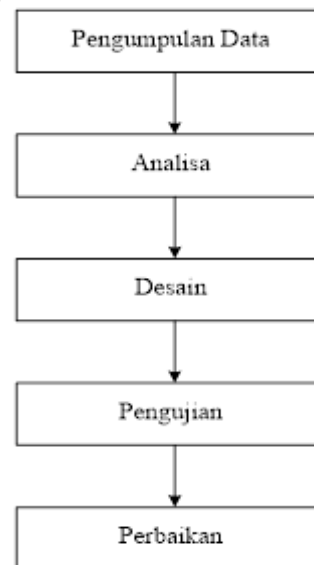 Pengumpulan Data
Analisa
Desain
Pengujian
Perbaikan